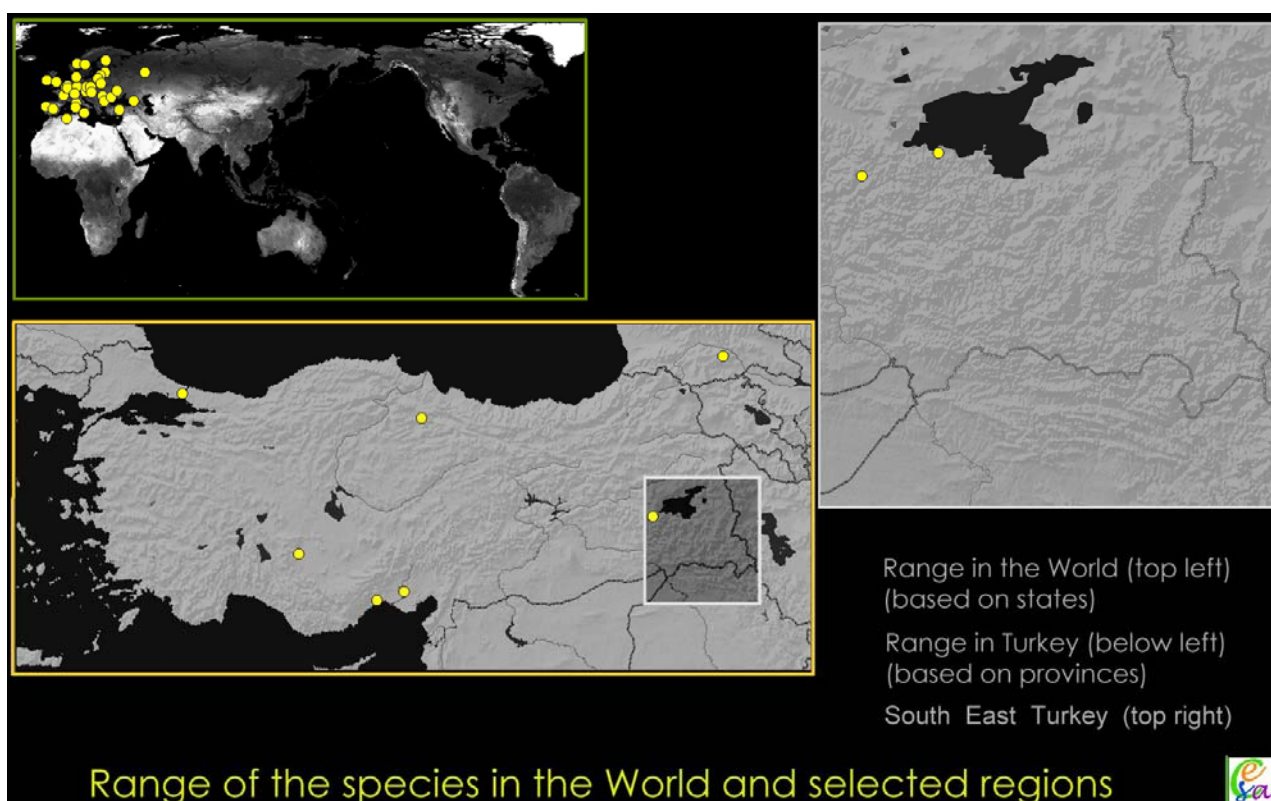 Range in the World (top left)
(based on states)
Range in Turkey (below left)
(based on provinces)
South East Turkey (top right)
Range of the species in the World and selected regions
esa